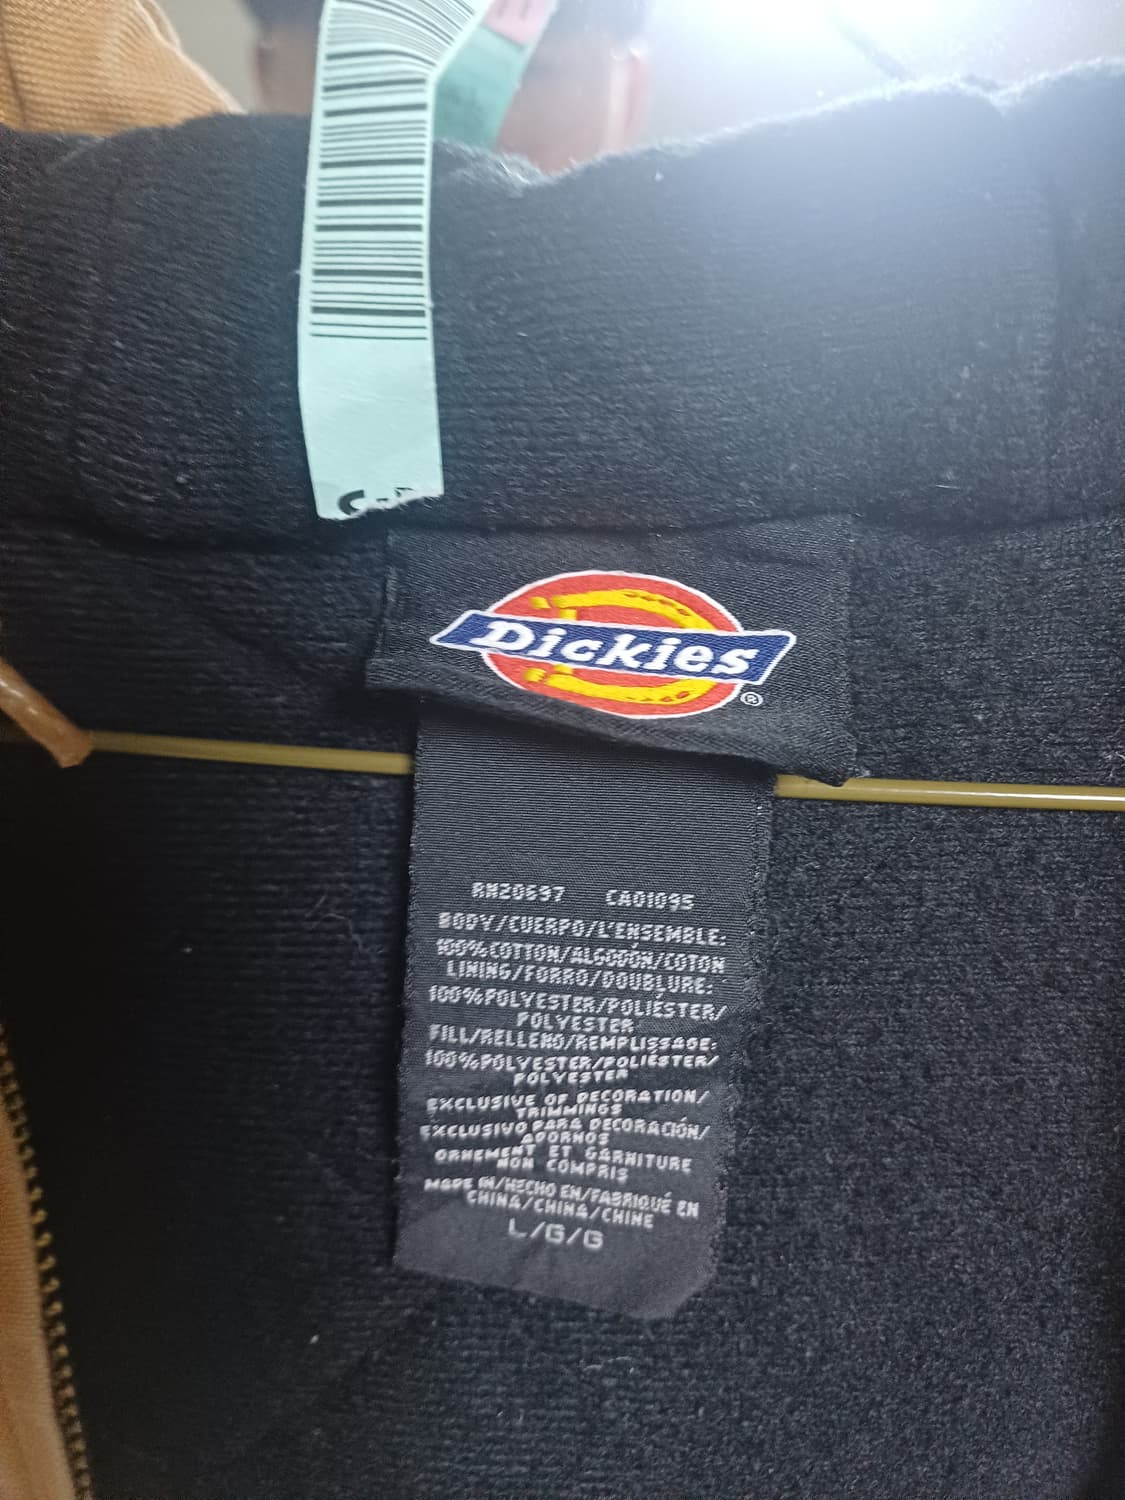 Dickies®
RN20697 CA01095
BODY/CUERPO/L'ENSEMBLE:
100%COTTON/ALGODÓN/COTON
LINING/FORRO/DOUBLURE:
100%POLYESTER/POLIÉSTER/
POLYESTER
FILL/RELLENO/REMPLISSAGE:
100%POLYESTER/POLIÉSTER/
POLYESTER
EXCLUSIVE OF DECORATION/
TRIMMINGS
EXCLUSIVO PARA DECORACIÓN/
ADORNOS
ORNEMENT ET GARNITURE
NON COMPRIS
MADE IN/HECHO EN/FABRIQUÉ EN
CHINA/CHINA/CHINE
L/G/G